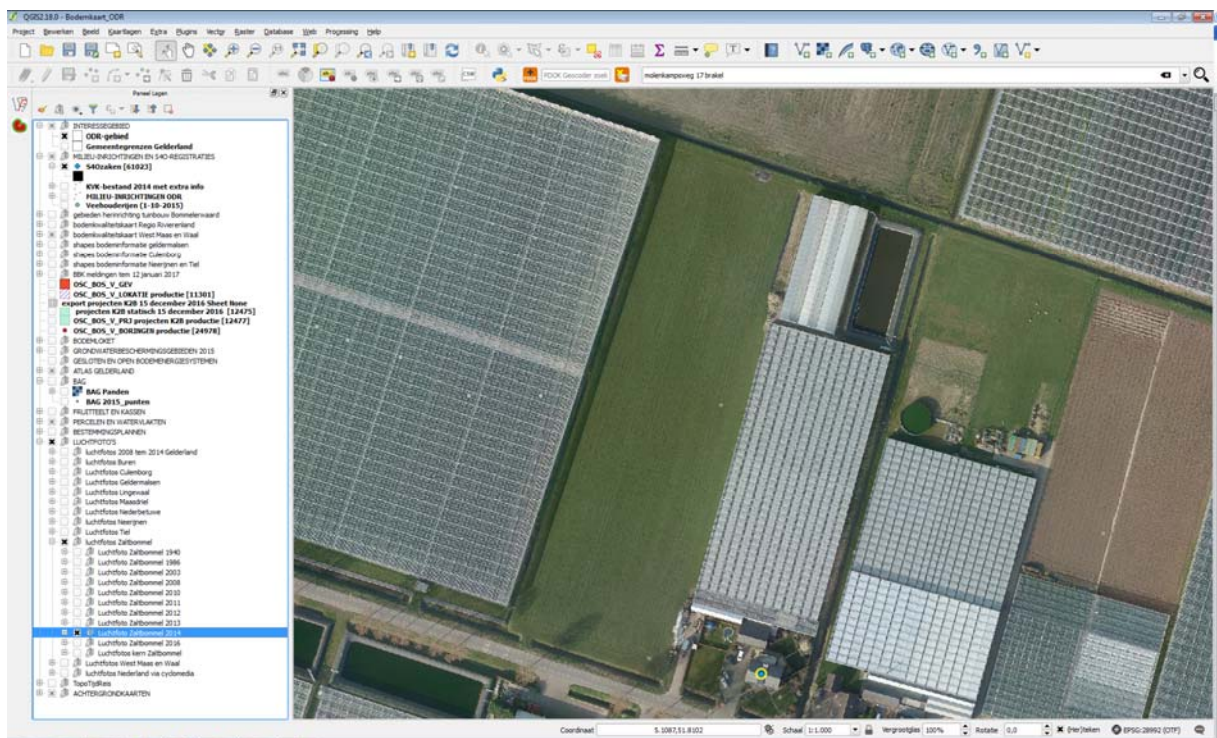 QGIS2.18.0 - Bodemkaart_ODR
Project Bewerken Beeld Kaartlagen Extra Plugins Vector Raster Database Web Progressing Help
CSW PDOK Geocoder zoek molenkampsweg 17 brakel
Paneel Lagen
INTERESSEGEBIED
ODR-gebied
Gemeentegrenzen Gelderland
MILIEU-INRICHTINGEN EN S4O-REGISTRATIES
S4Ozaken [61023]
KVK-bestand 2014 met extra info
MILIEU-INRICHTINGEN ODR
Veehouderijen (1-10-2015)
gebieden herinrichting tuinbouw Bommelerwaard
bodemkwaliteitskaart Regio Rivierenland
bodemkwaliteitskaart West Maas en Waal
shapes bodeminformatie geldermalsen
shapes bodeminformatie Culemborg
shapes bodeminformatie Neerijnen en Tiel
BBK meldingen tem 12 januari 2017
OSC_BOS_V_GEV
OSC_BOS_V_LOKATIE productie [11301]
export projecten K2B 15 december 2016 Sheet None
projecten K2B statisch 15 december 2016 [12475]
OSC_BOS_V_PRJ projecten K2B productie [12477]
OSC_BOS_V_BORINGEN productie [24978]
BODEMLOKET
GRONDWATERBESCHERMINGSGEBIEDEN 2015
GESLOTEN EN OPEN BODEMENERGIESYSTEMEN
ATLAS GELDERLAND
BAG
BAG Panden
BAG 2015_punten
FRUITTEELT EN KASSEN
PERCELEN EN WATERVLAKTEN
BESTEMMINGSPLANNEN
LUCHTFOTO'S
luchtfotos 2008 tem 2014 Gelderland
luchtfotos Buren
Luchtfotos Culemborg
Luchtfotos Geldermalsen
Luchtfotos Lingewaal
Luchtfotos Maasdriel
Luchtfotos Nederbetuwe
Luchtfotos Neerijnen
Luchtfotos Tiel
luchtfotos Zaltbommel
Luchtfoto Zaltbommel 1940
Luchtfoto Zaltbommel 1986
Luchtfoto Zaltbommel 2003
Luchtfoto Zaltbommel 2008
Luchtfoto Zaltbommel 2010
Luchtfoto Zaltbommel 2011
Luchtfoto Zaltbommel 2012
Luchtfoto Zaltbommel 2013
Luchtfoto Zaltbommel 2014
Luchtfoto Zaltbommel 2016
Luchtfotos kern Zaltbommel
Luchtfotos West Maas en Waal
luchtfotos Nederland via cyclomedia
TopoTijdReis
ACHTERGRONDKAARTEN
Coördinaat 5.1087,51.8102 Schaal 1:1.000 Vergrootglas 100% Rotatie 0,0 (Her)teken EPSG:28992 (OTF)